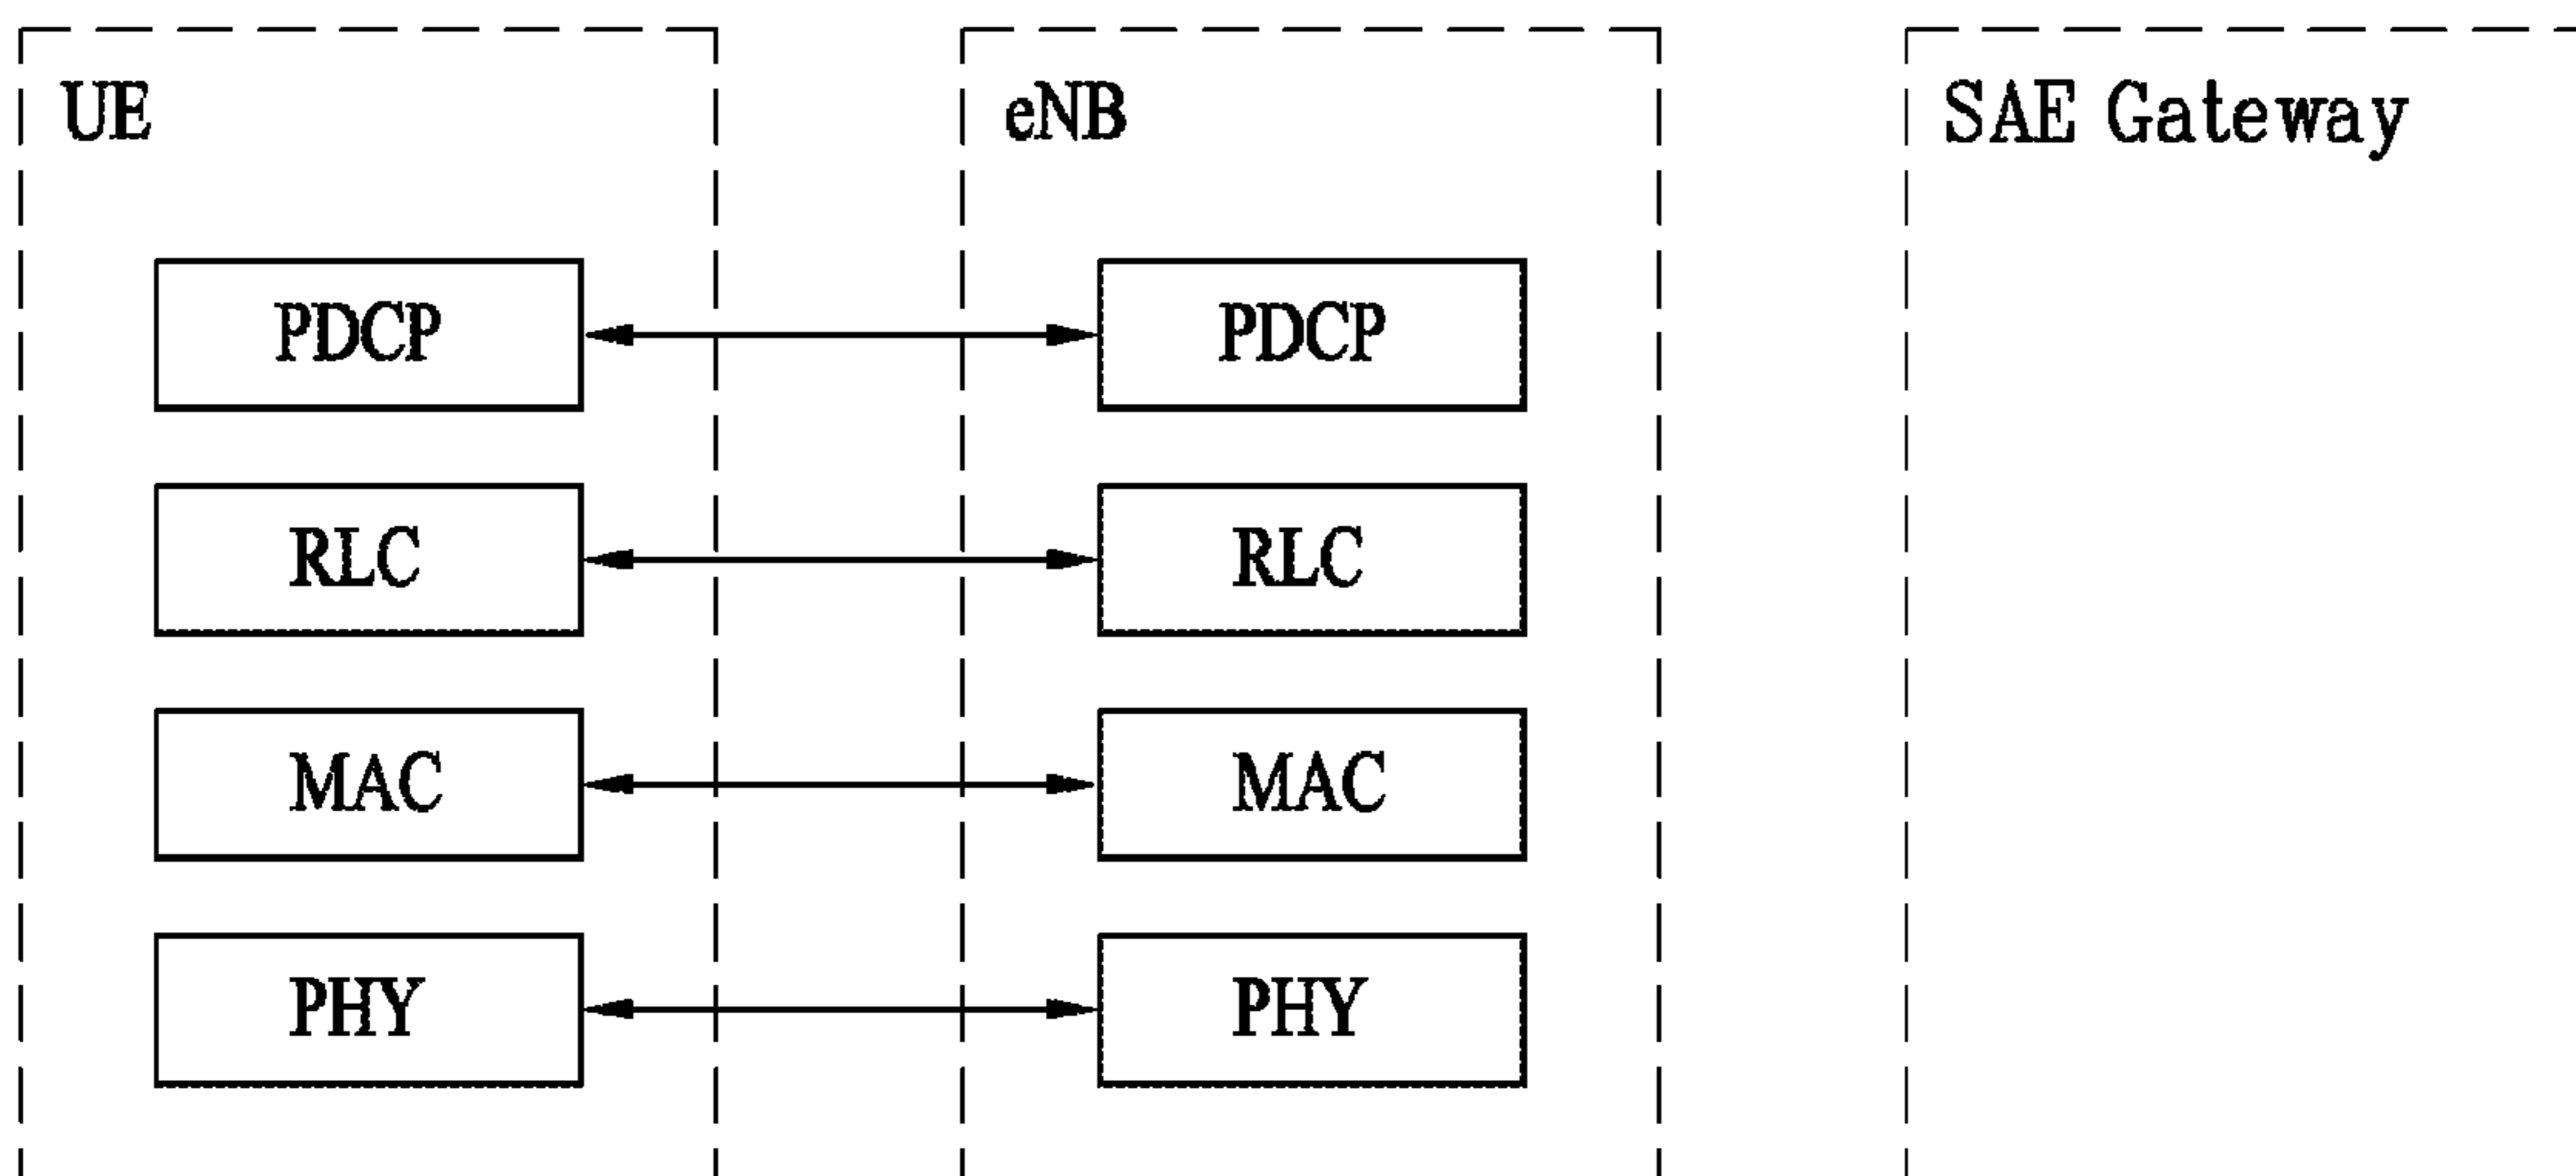 UE
eNB
SAE Gateway
PDCP
PDCP
RLC
RLC
MAC
MAC
PHY
PHY